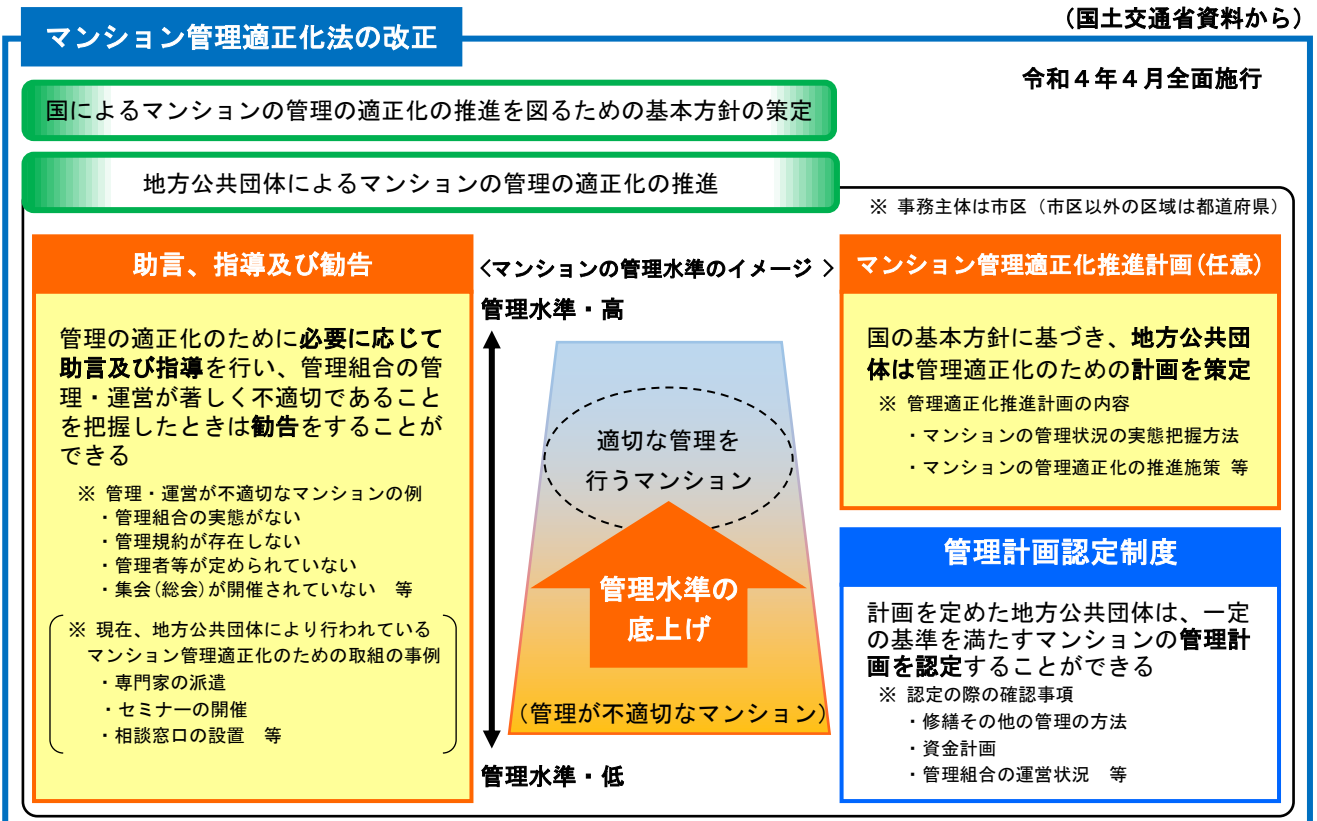 （国土交通省資料から）
マンション管理適正化法の改正
令和４年４月全面施行
国によるマンションの管理の適正化の推進を図るための基本方針の策定
地方公共団体によるマンションの管理の適正化の推進
※ 事務主体は市区（市区以外の区域は都道府県）
助言、指導及び勧告
管理の適正化のために必要に応じて
助言及び指導を行い、管理組合の管
理・運営が著しく不適切であること
を把握したときは勧告をすることが
できる
※ 管理・運営が不適切なマンションの例
・管理組合の実態がない
・管理規約が存在しない
・管理者等が定められていない
・集会(総会)が開催されていない　等
※ 現在、地方公共団体により行われている
マンション管理適正化のための取組の事例
・専門家の派遣
・セミナーの開催
・相談窓口の設置　等
<マンションの管理水準のイメージ >
管理水準・高
適切な管理を
行うマンション
管理水準の
底上げ
(管理が不適切なマンション)
管理水準・低
マンション管理適正化推進計画(任意)
国の基本方針に基づき、地方公共団
体は管理適正化のための計画を策定
※ 管理適正化推進計画の内容
・マンションの管理状況の実態把握方法
・マンションの管理適正化の推進施策 等
管理計画認定制度
計画を定めた地方公共団体は、一定
の基準を満たすマンションの管理計
画を認定することができる
※ 認定の際の確認事項
・修繕その他の管理の方法
・資金計画
・管理組合の運営状況　等